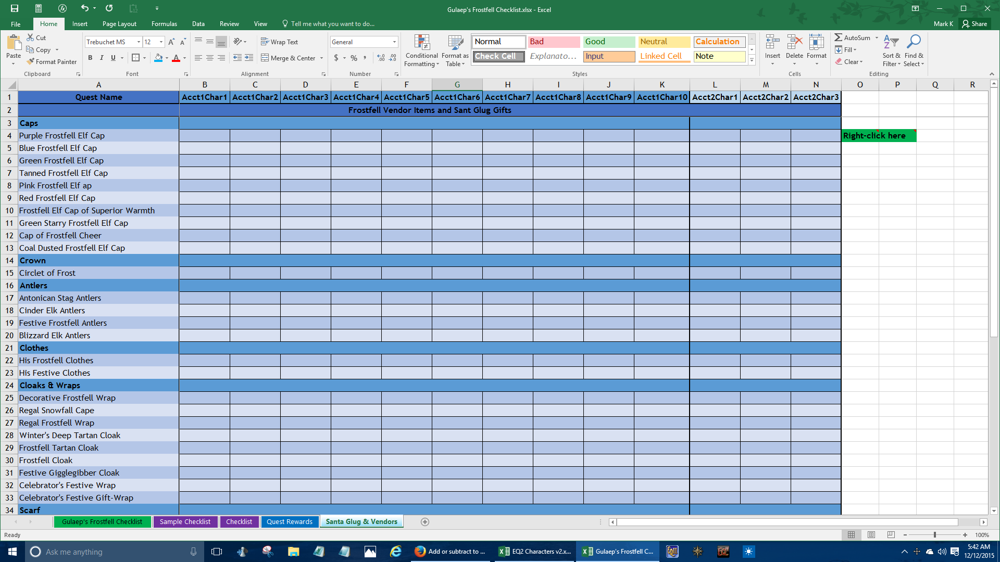 Gulaep's Frostfell Checklist.xlsx - Excel
File Home Insert Page Layout Formulas Data Review View Tell me what you want to do... Mark K Share
Paste Cut Copy Format Painter Clipboard
Trebuchet MS 12 B I U A Font
Wrap Text Merge & Center Alignment
General $ % , Number
Conditional Formatting Format as Table
Normal Bad Good Neutral Calculation
Check Cell Explanato... Input Linked Cell Note
Styles
Insert Delete Format Cells
AutoSum Fill Clear Sort & Filter Find & Select Editing
A B C D E F G H I J K L M N O P Q R
1 Quest Name Acct1Char1 Acct1Char2 Acct1Char3 Acct1Char4 Acct1Char5 Acct1Char6 Acct1Char7 Acct1Char8 Acct1Char9 Acct1Char10 Acct2Char1 Acct2Char2 Acct2Char3
2 Frostfell Vendor Items and Sant Glug Gifts
3 Caps
4 Purple Frostfell Elf Cap Right-click here
5 Blue Frostfell Elf Cap
6 Green Frostfell Elf Cap
7 Tanned Frostfell Elf Cap
8 Pink Frostfell Elf ap
9 Red Frostfell Elf Cap
10 Frostfell Elf Cap of Superior Warmth
11 Green Starry Frostfell Elf Cap
12 Cap of Frostfell Cheer
13 Coal Dusted Frostfell Elf Cap
14 Crown
15 Circlet of Frost
16 Antlers
17 Antonican Stag Antlers
18 Cinder Elk Antlers
19 Festive Frostfell Antlers
20 Blizzard Elk Antlers
21 Clothes
22 His Frostfell Clothes
23 His Festive Clothes
24 Cloaks & Wraps
25 Decorative Frostfell Wrap
26 Regal Snowfall Cape
27 Regal Frostfell Wrap
28 Winter's Deep Tartan Cloak
29 Frostfell Tartan Cloak
30 Frostfell Cloak
31 Festive Gigglegibber Cloak
32 Celebrator's Festive Wrap
33 Celebrator's Festive Gift-Wrap
34 Scarf
Gulaep's Frostfell Checklist Sample Checklist Checklist Quest Rewards Santa Glug & Vendors
Ready 100%
Ask me anything Add or subtract to ... EQ2 Characters v2.x... Gulaep's Frostfell C... 5:42 AM
12/12/2015